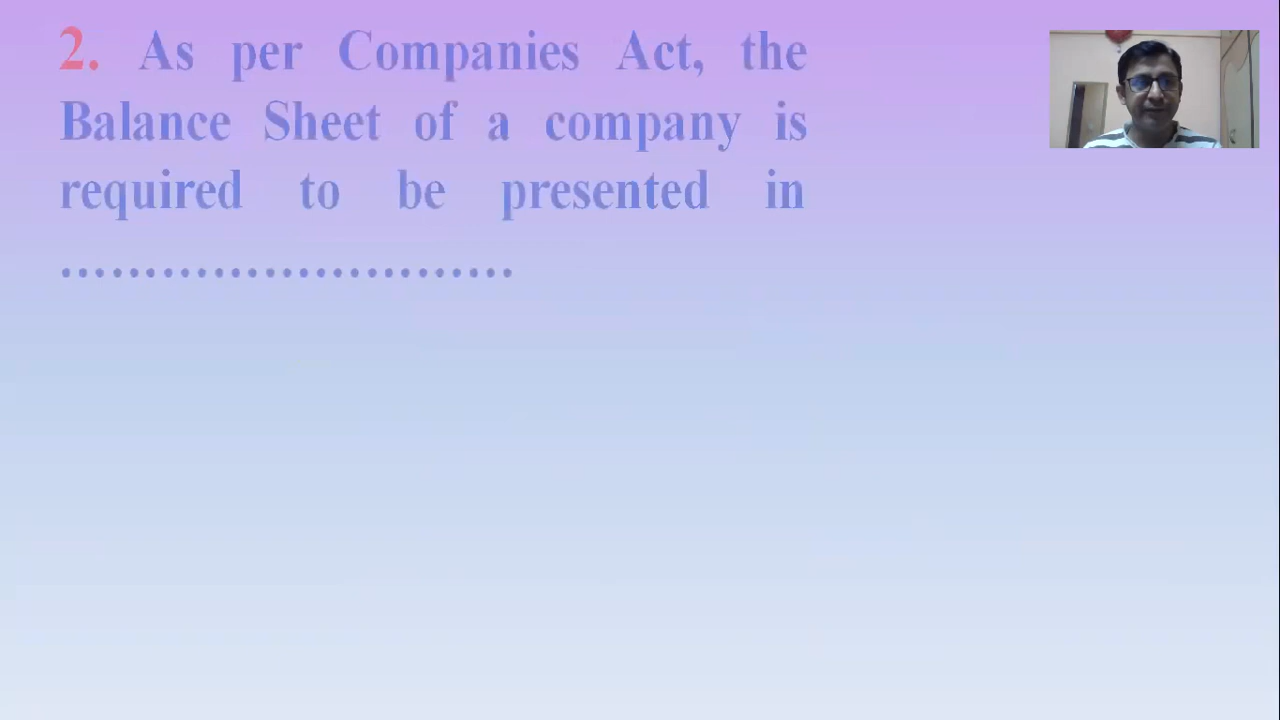 2. As per Companies Act, the
Balance Sheet of a company is
required to be presented in
...........................